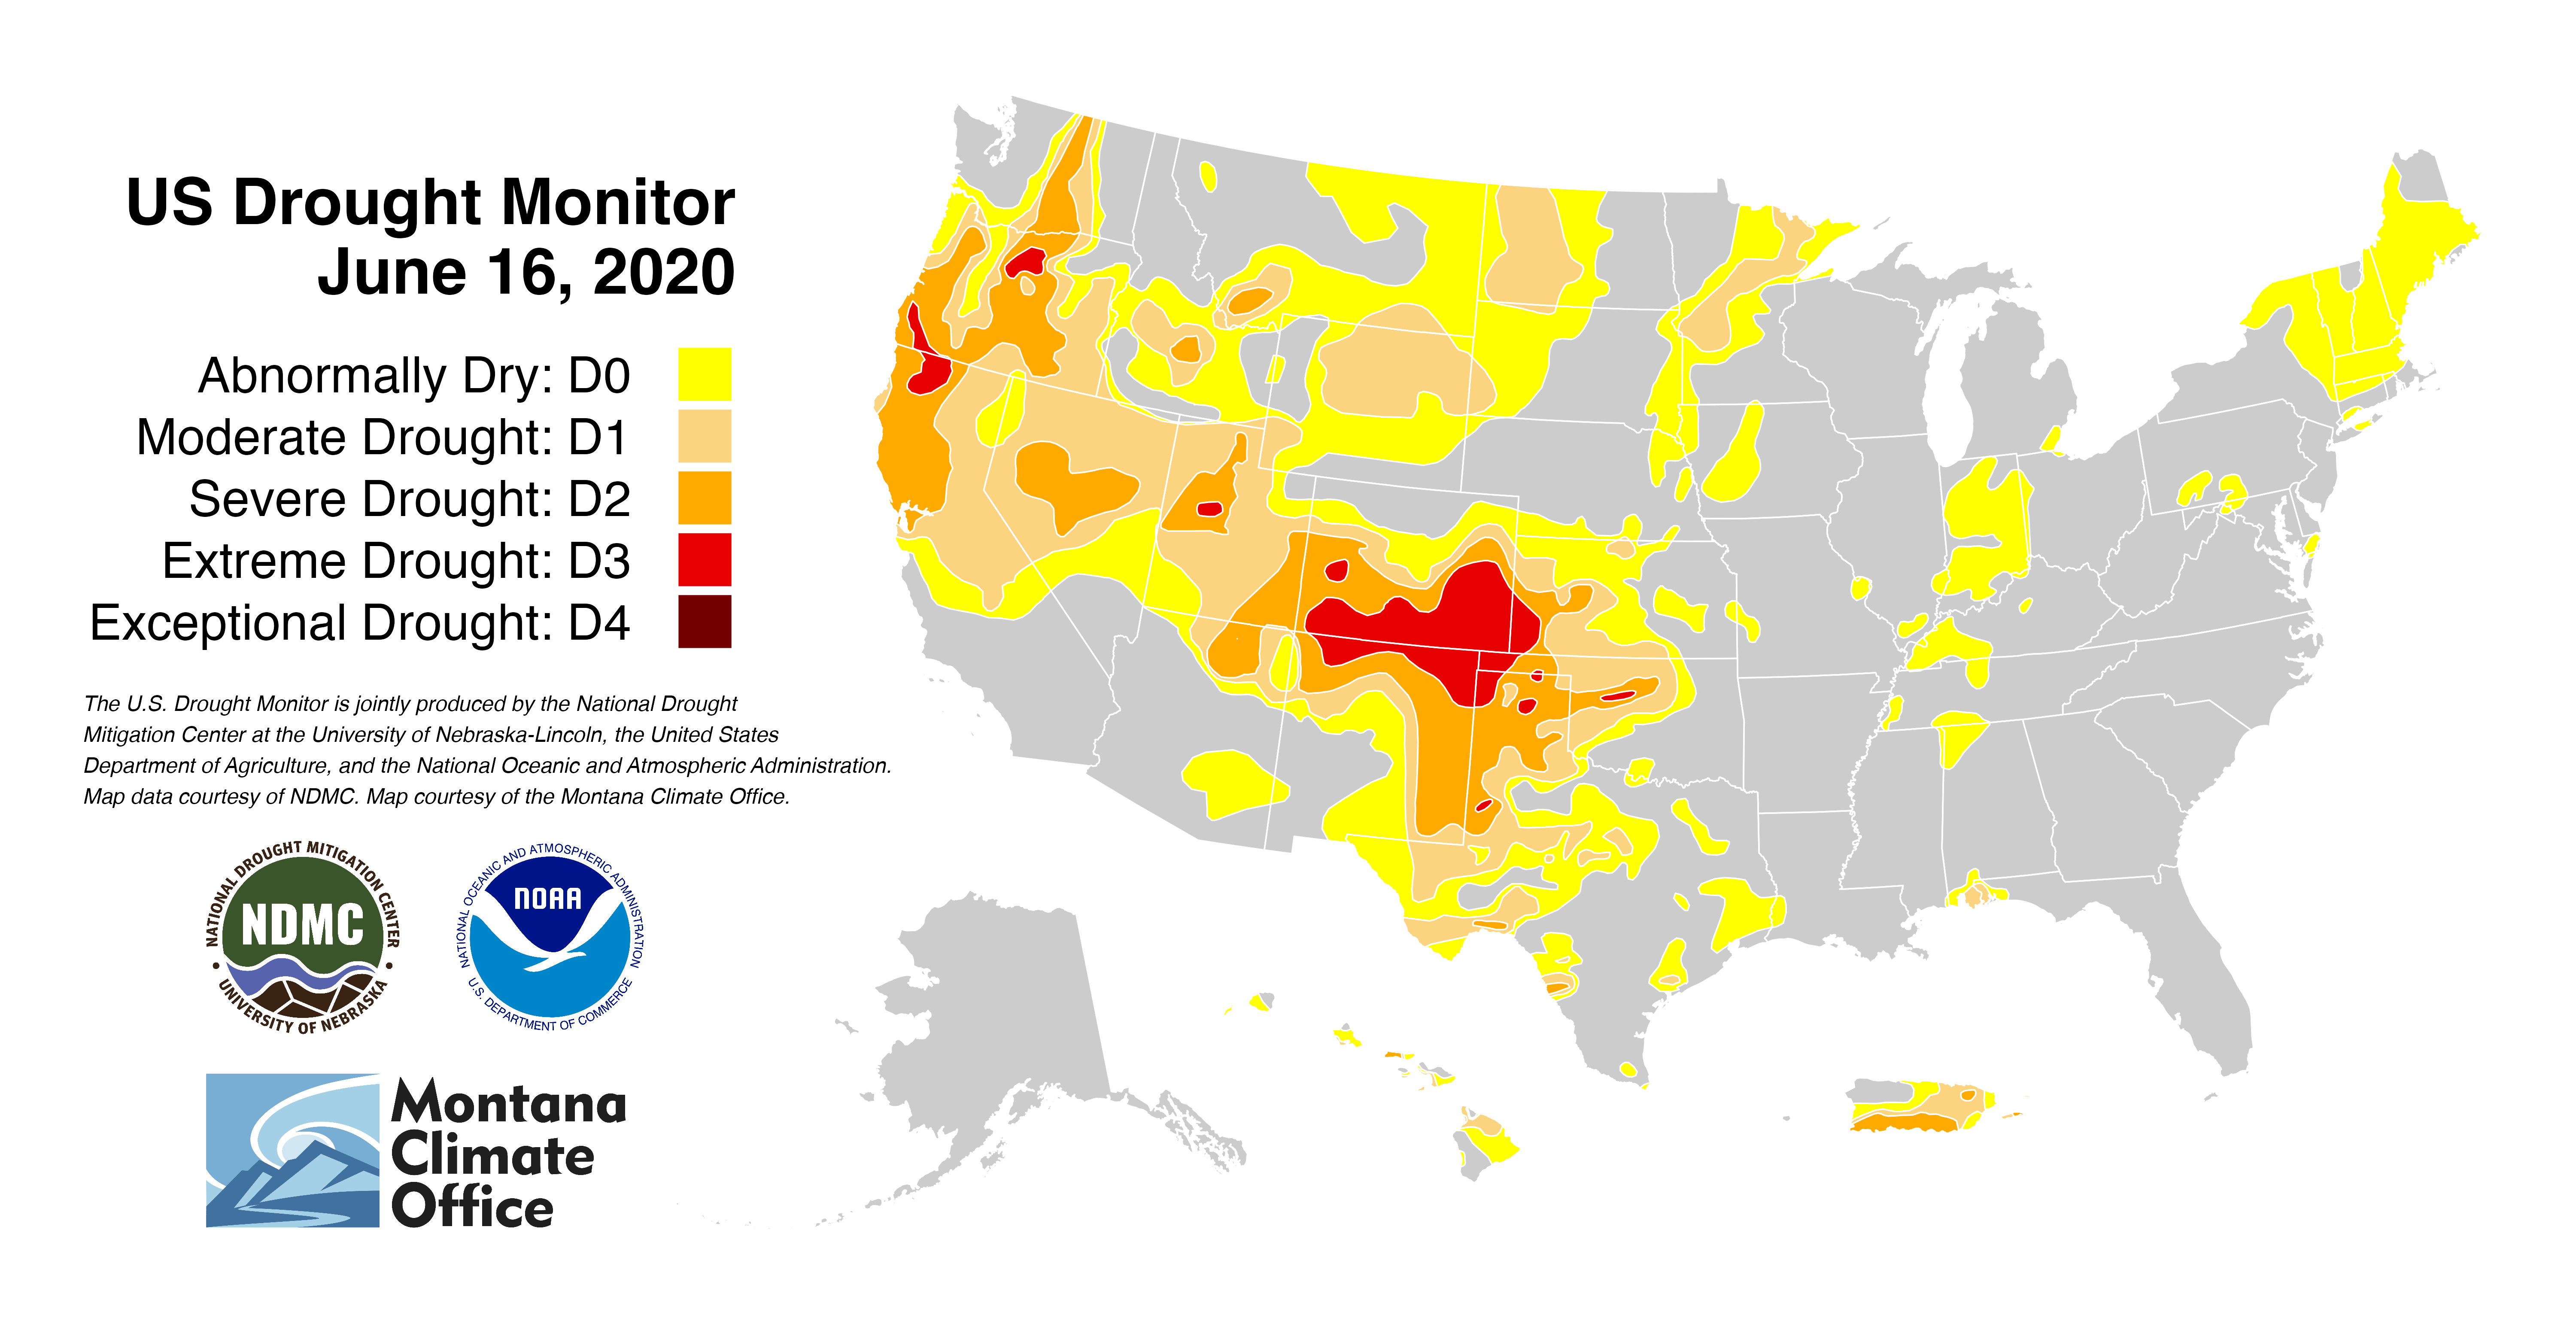 US Drought Monitor
June 16, 2020
Abnormally Dry: D0
Moderate Drought: D1
Severe Drought: D2
Extreme Drought: D3
Exceptional Drought: D4
The U.S. Drought Monitor is jointly produced by the National Drought
Mitigation Center at the University of Nebraska-Lincoln, the United States
Department of Agriculture, and the National Oceanic and Atmospheric Administration.
Map data courtesy of NDMC. Map courtesy of the Montana Climate Office.
NATIONAL DROUGHT MITIGATION CENTER
NDMC
• UNIVERSITY OF NEBRASKA •
NATIONAL OCEANIC AND ATMOSPHERIC ADMINISTRATION
NOAA
U.S. DEPARTMENT OF COMMERCE
Montana
Climate
Office